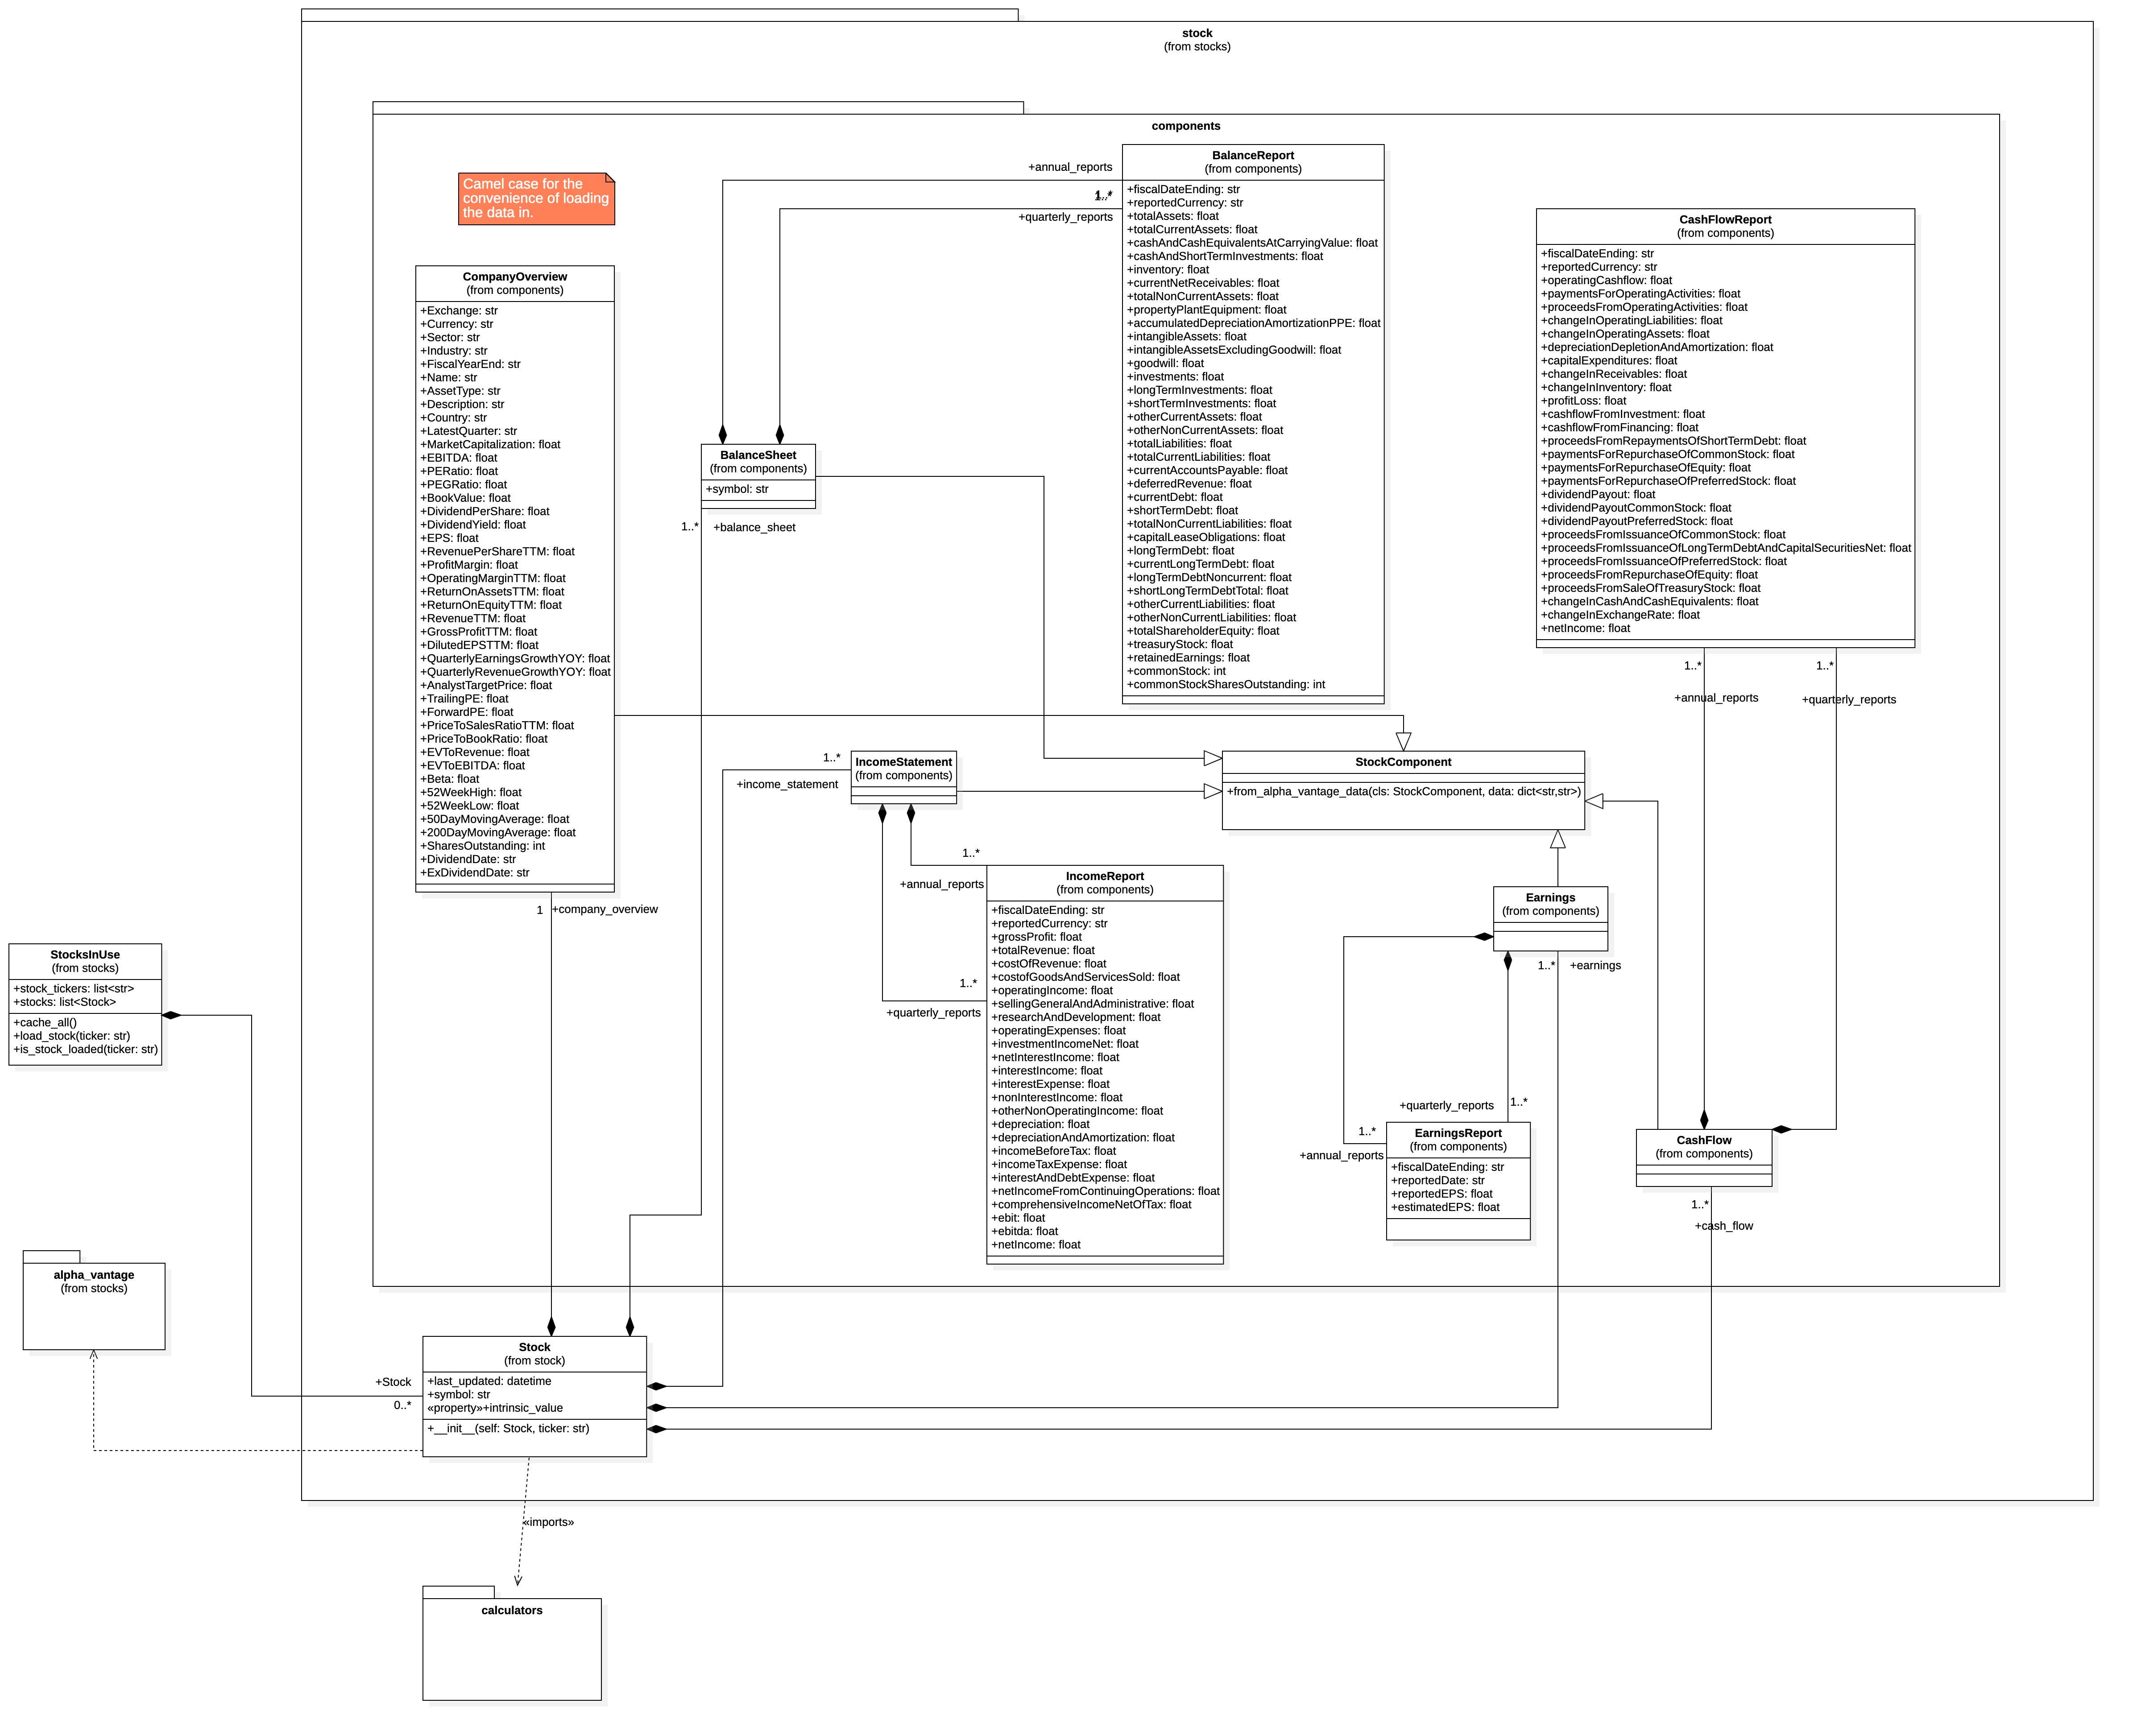 stock
(from stocks)
components
Camel case for the
convenience of loading
the data in.
+annual_reports
1..*
+quarterly_reports
BalanceReport
(from components)
+fiscalDateEnding: str
+reportedCurrency: str
+totalAssets: float
+totalCurrentAssets: float
+cashAndCashEquivalentsAtCarryingValue: float
+cashAndShortTermInvestments: float
+inventory: float
+currentNetReceivables: float
+totalNonCurrentAssets: float
+propertyPlantEquipment: float
+accumulatedDepreciationAmortizationPPE: float
+intangibleAssets: float
+intangibleAssetsExcludingGoodwill: float
+goodwill: float
+investments: float
+longTermInvestments: float
+shortTermInvestments: float
+otherCurrentAssets: float
+otherNonCurrentAssets: float
+totalLiabilities: float
+totalCurrentLiabilities: float
+currentAccountsPayable: float
+deferredRevenue: float
+currentDebt: float
+shortTermDebt: float
+totalNonCurrentLiabilities: float
+capitalLeaseObligations: float
+longTermDebt: float
+currentLongTermDebt: float
+longTermDebtNoncurrent: float
+shortLongTermDebtTotal: float
+otherCurrentLiabilities: float
+otherNonCurrentLiabilities: float
+totalShareholderEquity: float
+treasuryStock: float
+retainedEarnings: float
+commonStock: int
+commonStockSharesOutstanding: int
CashFlowReport
(from components)
+fiscalDateEnding: str
+reportedCurrency: str
+operatingCashflow: float
+paymentsForOperatingActivities: float
+proceedsFromOperatingActivities: float
+changeInOperatingLiabilities: float
+changeInOperatingAssets: float
+depreciationDepletionAndAmortization: float
+capitalExpenditures: float
+changeInReceivables: float
+changeInInventory: float
+profitLoss: float
+cashflowFromInvestment: float
+cashflowFromFinancing: float
+proceedsFromRepaymentsOfShortTermDebt: float
+paymentsForRepurchaseOfCommonStock: float
+paymentsForRepurchaseOfEquity: float
+paymentsForRepurchaseOfPreferredStock: float
+dividendPayout: float
+dividendPayoutCommonStock: float
+dividendPayoutPreferredStock: float
+proceedsFromIssuanceOfCommonStock: float
+proceedsFromIssuanceOfLongTermDebtAndCapitalSecuritiesNet: float
+proceedsFromIssuanceOfPreferredStock: float
+proceedsFromRepurchaseOfEquity: float
+proceedsFromSaleOfTreasuryStock: float
+changeInCashAndCashEquivalents: float
+changeInExchangeRate: float
+netIncome: float
1..*
1..*
+annual_reports
+quarterly_reports
CompanyOverview
(from components)
+Exchange: str
+Currency: str
+Sector: str
+Industry: str
+FiscalYearEnd: str
+Name: str
+AssetType: str
+Description: str
+Country: str
+LatestQuarter: str
+MarketCapitalization: float
+EBITDA: float
+PERatio: float
+PEGRatio: float
+BookValue: float
+DividendPerShare: float
+DividendYield: float
+EPS: float
+RevenuePerShareTTM: float
+ProfitMargin: float
+OperatingMarginTTM: float
+ReturnOnAssetsTTM: float
+ReturnOnEquityTTM: float
+RevenueTTM: float
+GrossProfitTTM: float
+DilutedEPSTTM: float
+QuarterlyEarningsGrowthYOY: float
+QuarterlyRevenueGrowthYOY: float
+AnalystTargetPrice: float
+TrailingPE: float
+ForwardPE: float
+PriceToSalesRatioTTM: float
+PriceToBookRatio: float
+EVToRevenue: float
+EVToEBITDA: float
+Beta: float
+52WeekHigh: float
+52WeekLow: float
+50DayMovingAverage: float
+200DayMovingAverage: float
+SharesOutstanding: int
+DividendDate: str
+ExDividendDate: str
1 +company_overview
BalanceSheet
(from components)
+symbol: str
1..* +balance_sheet
1..*
+income_statement
IncomeStatement
(from components)
StockComponent
+from_alpha_vantage_data(cls: StockComponent, data: dict<str,str>)
1..*
+annual_reports
1..*
+quarterly_reports
IncomeReport
(from components)
+fiscalDateEnding: str
+reportedCurrency: str
+grossProfit: float
+totalRevenue: float
+costOfRevenue: float
+costofGoodsAndServicesSold: float
+operatingIncome: float
+sellingGeneralAndAdministrative: float
+researchAndDevelopment: float
+operatingExpenses: float
+investmentIncomeNet: float
+netInterestIncome: float
+interestIncome: float
+interestExpense: float
+nonInterestIncome: float
+otherNonOperatingIncome: float
+depreciation: float
+depreciationAndAmortization: float
+incomeBeforeTax: float
+incomeTaxExpense: float
+interestAndDebtExpense: float
+netIncomeFromContinuingOperations: float
+comprehensiveIncomeNetOfTax: float
+ebit: float
+ebitda: float
+netIncome: float
Earnings
(from components)
1..* +earnings
+quarterly_reports 1..*
1..*
+annual_reports
EarningsReport
(from components)
+fiscalDateEnding: str
+reportedDate: str
+reportedEPS: float
+estimatedEPS: float
CashFlow
(from components)
1..*
+cash_flow
StocksInUse
(from stocks)
+stock_tickers: list<str>
+stocks: list<Stock>
+cache_all()
+load_stock(ticker: str)
+is_stock_loaded(ticker: str)
alpha_vantage
(from stocks)
+Stock
0..*
Stock
(from stock)
+last_updated: datetime
+symbol: str
«property»+intrinsic_value
+__init__(self: Stock, ticker: str)
«imports»
calculators